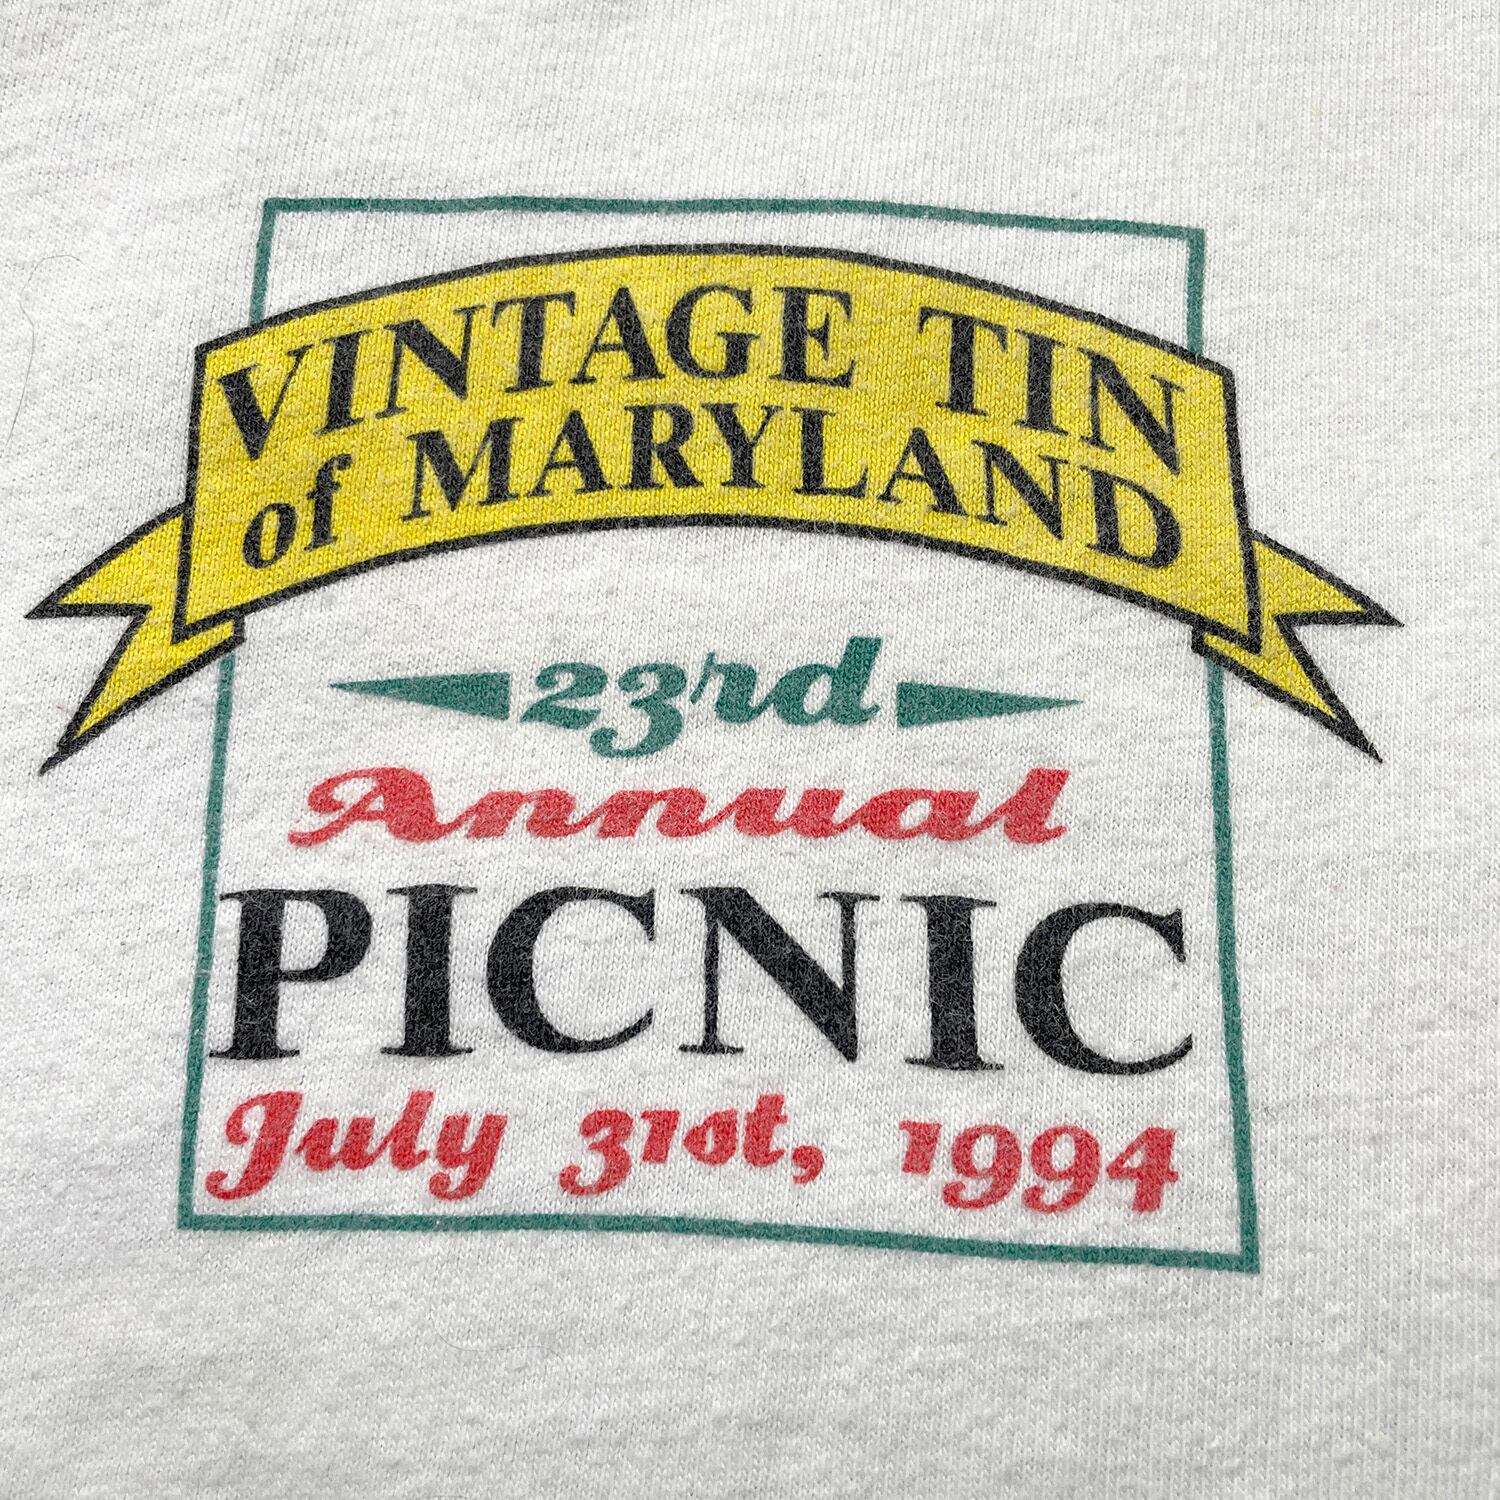 VINTAGE TIN
of MARYLAND
23rd
Annual
PICNIC
July 31st, 1994